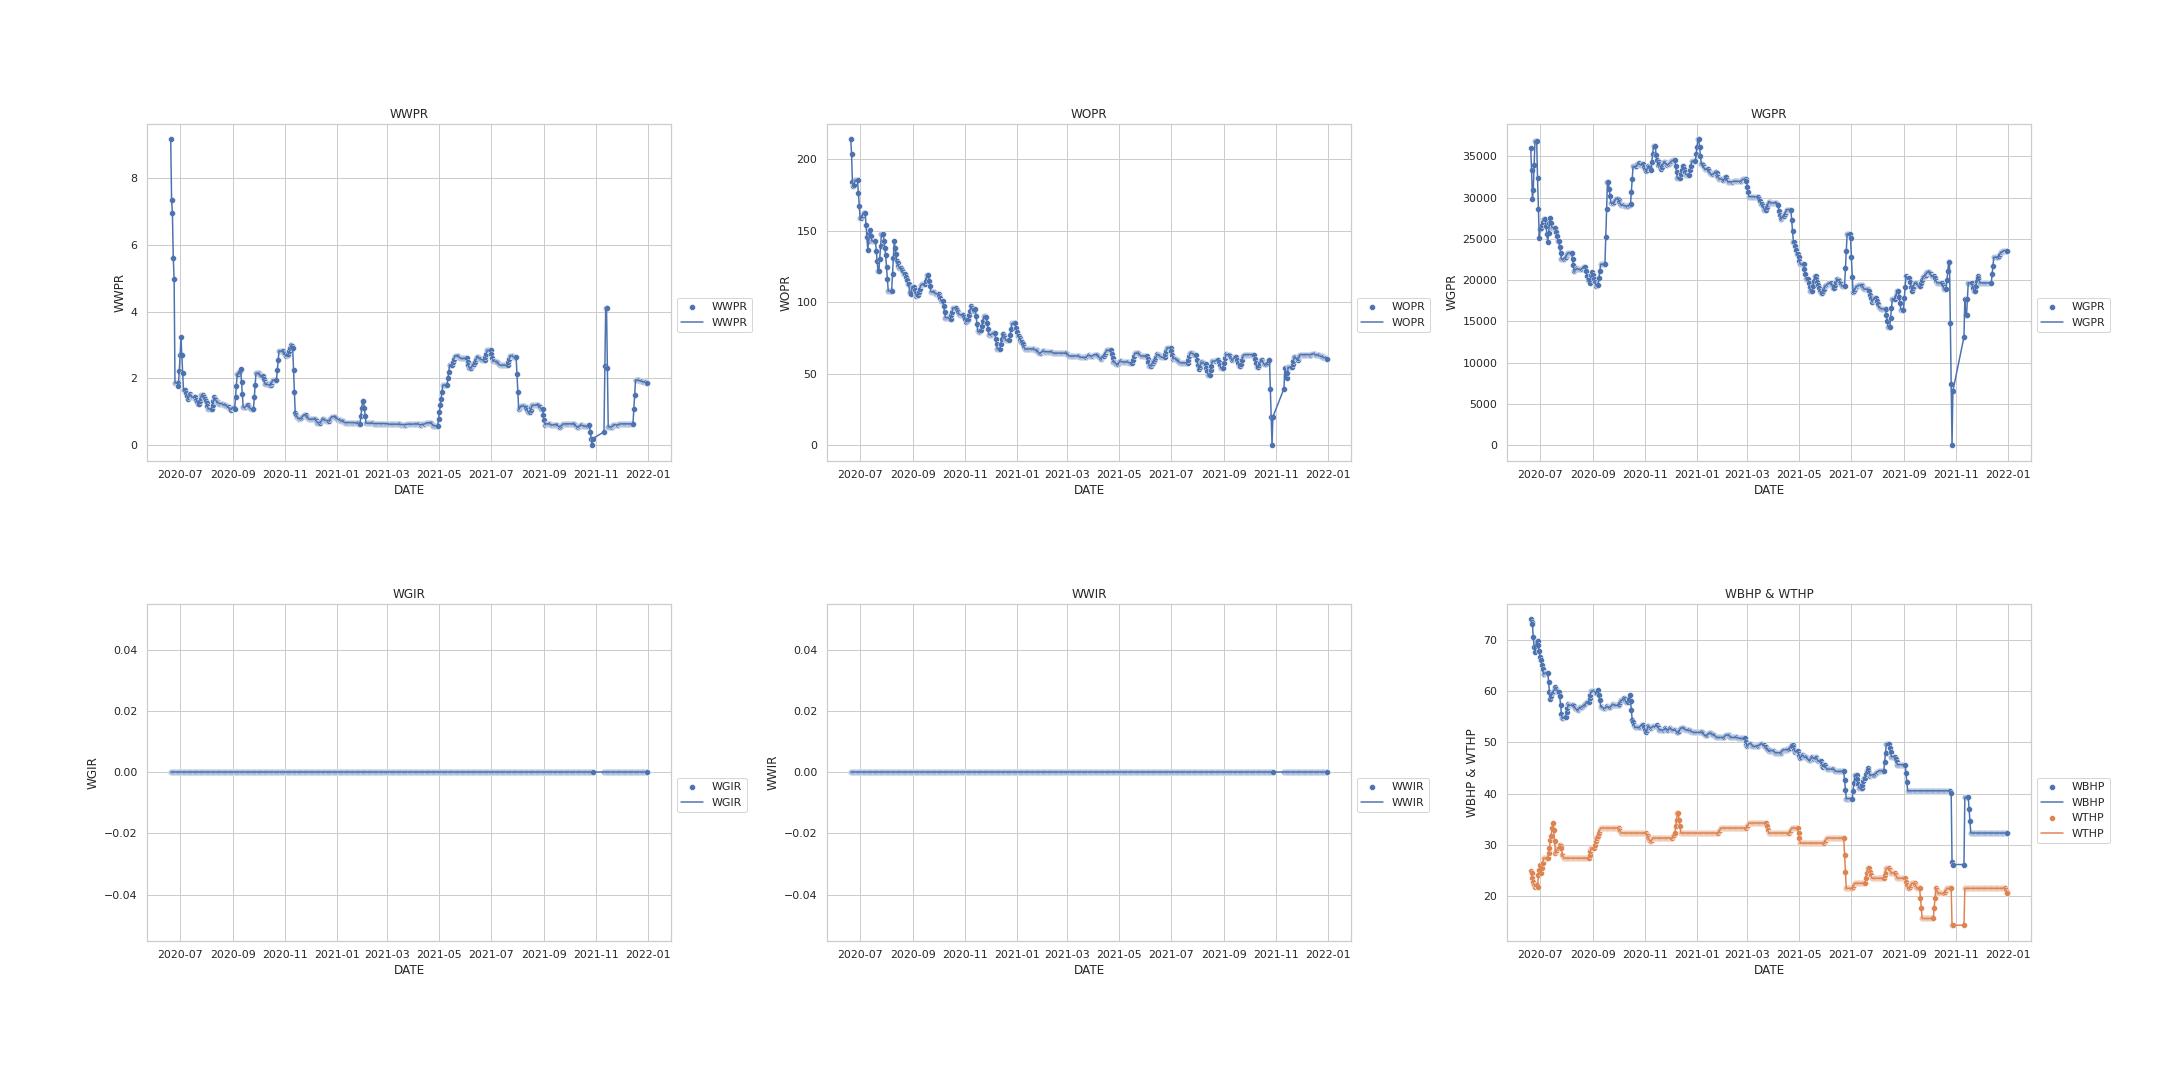 WWPR
WWPR
8
6
4
2
0
2020-07 2020-09 2020-11 2021-01 2021-03 2021-05 2021-07 2021-09 2021-11 2022-01
DATE
WWPR
WWPR
WOPR
WOPR
200
150
100
50
0
2020-07 2020-09 2020-11 2021-01 2021-03 2021-05 2021-07 2021-09 2021-11 2022-01
DATE
WOPR
WOPR
WGPR
WGPR
35000
30000
25000
20000
15000
10000
5000
0
2020-07 2020-09 2020-11 2021-01 2021-03 2021-05 2021-07 2021-09 2021-11 2022-01
DATE
WGPR
WGPR
WGIR
WGIR
0.04
0.02
0.00
−0.02
−0.04
2020-07 2020-09 2020-11 2021-01 2021-03 2021-05 2021-07 2021-09 2021-11 2022-01
DATE
WGIR
WGIR
WWIR
WWIR
0.04
0.02
0.00
−0.02
−0.04
2020-07 2020-09 2020-11 2021-01 2021-03 2021-05 2021-07 2021-09 2021-11 2022-01
DATE
WWIR
WWIR
WBHP & WTHP
WBHP & WTHP
70
60
50
40
30
20
2020-07 2020-09 2020-11 2021-01 2021-03 2021-05 2021-07 2021-09 2021-11 2022-01
DATE
WBHP
WBHP
WTHP
WTHP